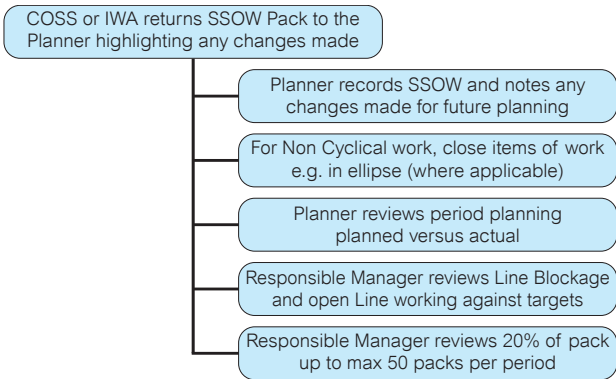 COSS or IWA returns SSOW Pack to the
Planner highlighting any changes made
Planner records SSOW and notes any
changes made for future planning
For Non Cyclical work, close items of work
e.g. in ellipse (where applicable)
Planner reviews period planning
planned versus actual
Responsible Manager reviews Line Blockage
and open Line working against targets
Responsible Manager reviews 20% of pack
up to max 50 packs per period